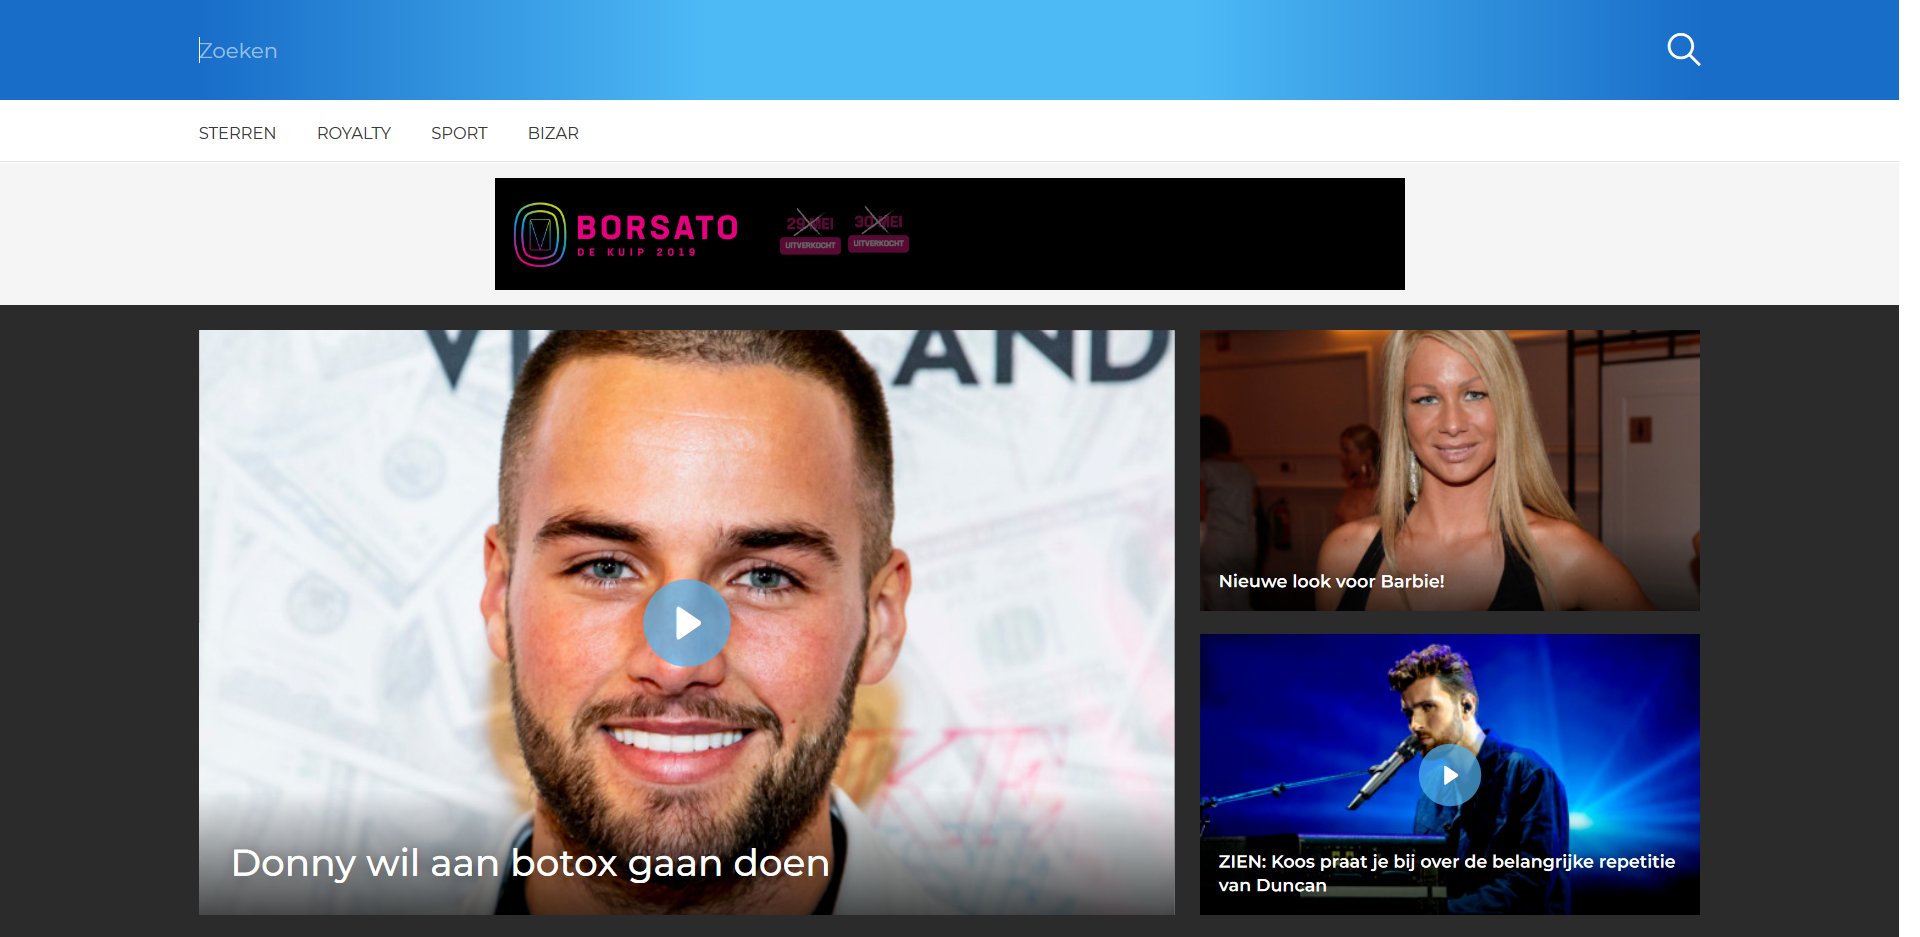 Zoeken
STERREN ROYALTY SPORT BIZAR
BORSATO
DE KUIP 2019
29 MEI 30 MEI
UITVERKOCHT UITVERKOCHT
AND
Donny wil aan botox gaan doen
Nieuwe look voor Barbie!
ZIEN: Koos praat je bij over de belangrijke repetitie
van Duncan